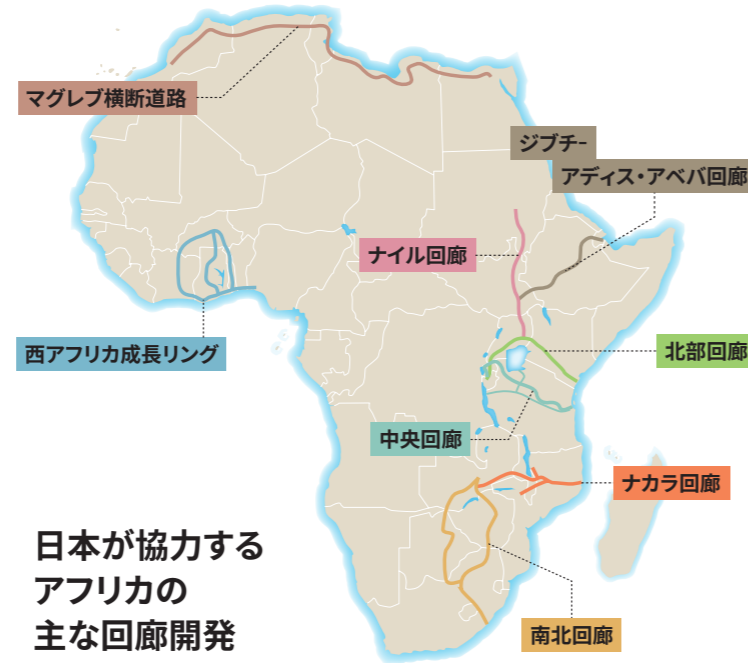 マグレブ横断道路
ジブチ-
アディス・アベバ回廊
ナイル回廊
西アフリカ成長リング
北部回廊
中央回廊
ナカラ回廊
日本が協力する
アフリカの
主な回廊開発
南北回廊